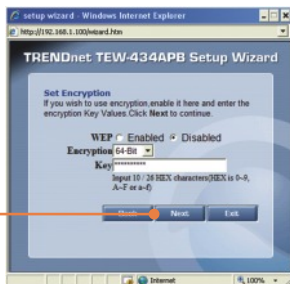 setup wizard - Windows Internet Explorer
http://192.168.1.100/wizard.htm
TRENDnet TEW-434APB Setup Wizard
Set Encryption
If you wish to use encryption,enable it here and enter the
encryption Key Values.Click Next to continue.
WEP Enabled Disabled
Encryption 64-Bit
Key **********
Input 10 / 26 HEX characters(HEX is 0~9,
A~F or a~f)
Back Next Exit
Internet 100%